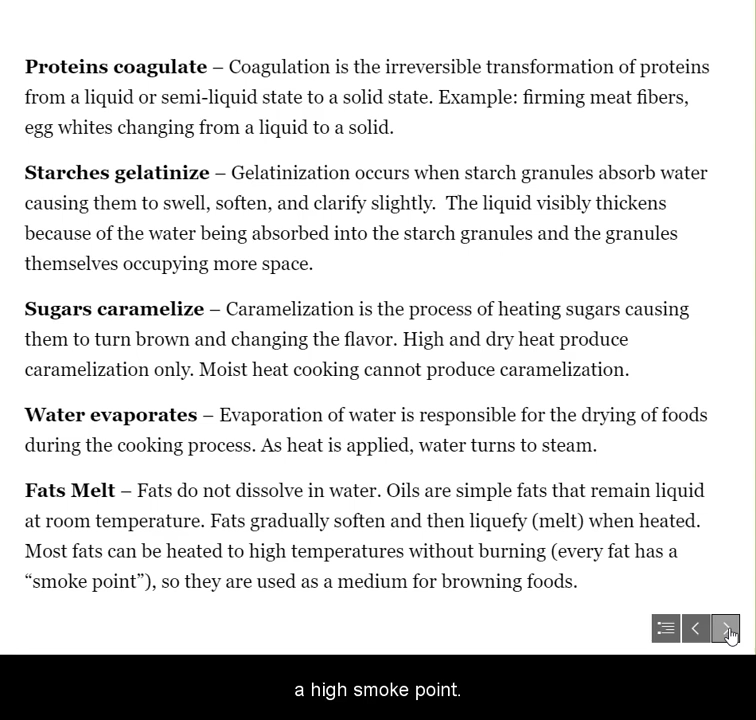 Proteins coagulate – Coagulation is the irreversible transformation of proteins
from a liquid or semi-liquid state to a solid state. Example: firming meat fibers,
egg whites changing from a liquid to a solid.
Starches gelatinize – Gelatinization occurs when starch granules absorb water
causing them to swell, soften, and clarify slightly.  The liquid visibly thickens
because of the water being absorbed into the starch granules and the granules
themselves occupying more space.
Sugars caramelize – Caramelization is the process of heating sugars causing
them to turn brown and changing the flavor. High and dry heat produce
caramelization only. Moist heat cooking cannot produce caramelization.
Water evaporates – Evaporation of water is responsible for the drying of foods
during the cooking process. As heat is applied, water turns to steam.
Fats Melt – Fats do not dissolve in water. Oils are simple fats that remain liquid
at room temperature. Fats gradually soften and then liquefy (melt) when heated.
Most fats can be heated to high temperatures without burning (every fat has a
“smoke point”), so they are used as a medium for browning foods.
a high smoke point.